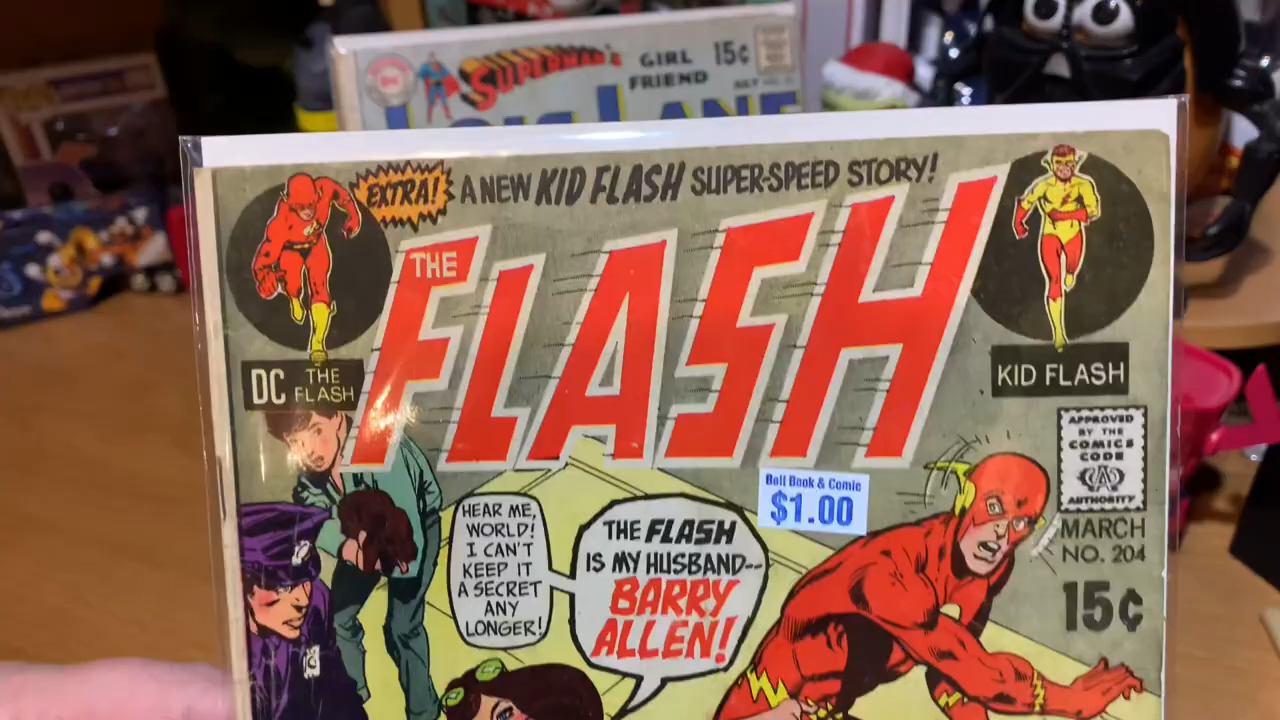 SUPERMAN'S
GIRL
FRIEND
15¢
LOIS LANE
EXTRA! A NEW KID FLASH SUPER-SPEED STORY!
THE
FLASH
DC THE
FLASH
KID FLASH
APPROVED
BY THE
COMICS
CODE
CA
AUTHORITY
MARCH
NO. 204
15¢
Bell Book & Comic
$1.00
HEAR ME,
WORLD!
I CAN'T
KEEP IT
A SECRET
ANY
LONGER!
THE FLASH
IS MY HUSBAND--
BARRY
ALLEN!